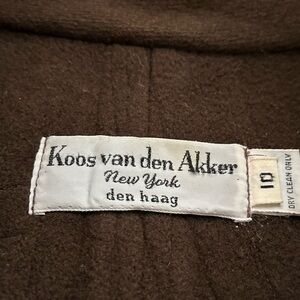 Koos van den Akker
New York
den haag
10
DRY CLEAN ONLY